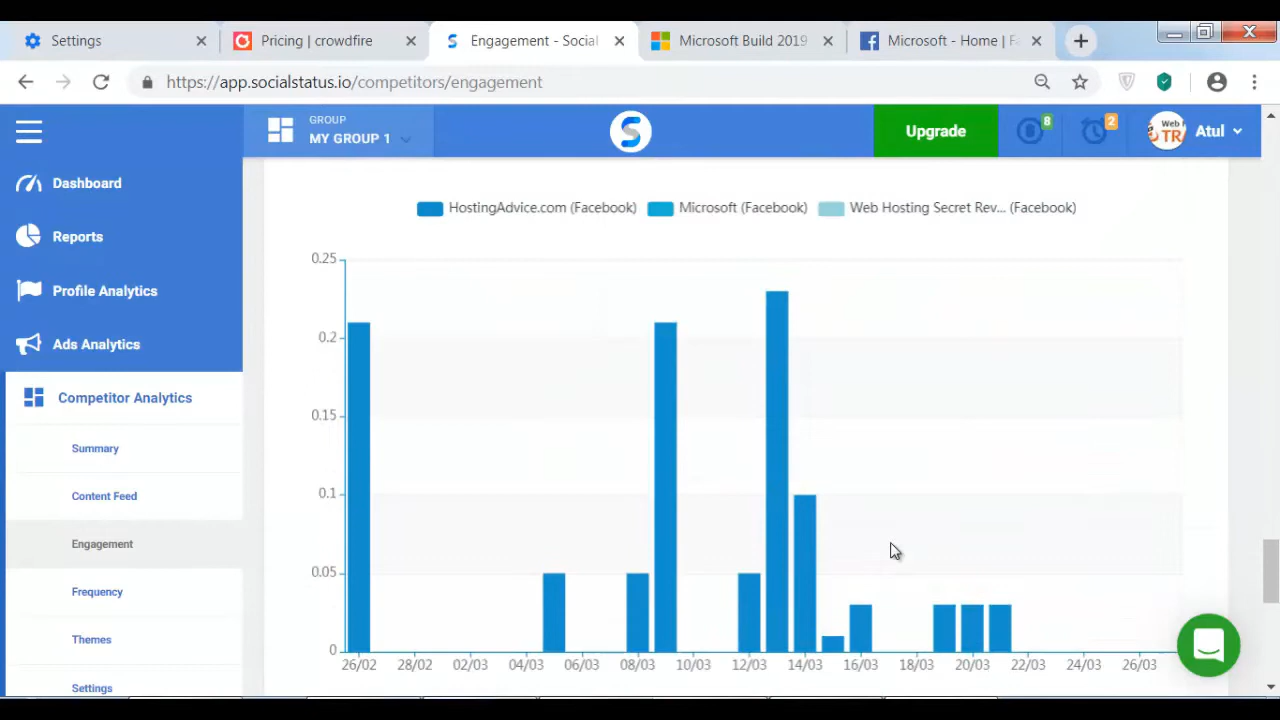 Settings
Pricing | crowdfire
Engagement - Social
Microsoft Build 2019
Microsoft - Home | F
https://app.socialstatus.io/competitors/engagement
GROUP
MY GROUP 1
S
Upgrade
8
2
Web
TR
Atul
Dashboard
Reports
Profile Analytics
Ads Analytics
Competitor Analytics
Summary
Content Feed
Engagement
Frequency
Themes
Settings
HostingAdvice.com (Facebook) Microsoft (Facebook) Web Hosting Secret Rev... (Facebook)
0.25
0.2
0.15
0.1
0.05
0
26/02 28/02 02/03 04/03 06/03 08/03 10/03 12/03 14/03 16/03 18/03 20/03 22/03 24/03 26/03